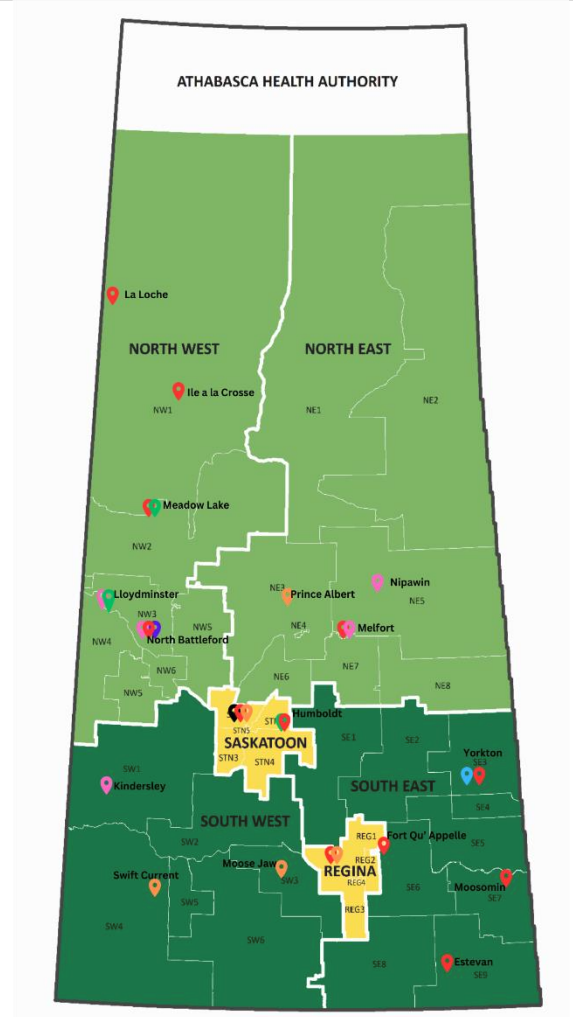 ATHABASCA HEALTH AUTHORITY
La Loche
NORTH WEST
NORTH EAST
Ile a la Crosse
NW1
NE1
NE2
Meadow Lake
NW2
Nipawin
NE3
Prince Albert
NE5
Lloydminster
NW3
NW5
NE4
Melfort
North Battleford
NW4
NW6
NE7
NE6
NE8
NW5
Humboldt
STN5
SE1
SE2
SASKATOON
Yorkton
STN3
STN4
SE3
SW1
Kindersley
SOUTH EAST
SE4
SOUTH WEST
REG1
Fort Qu' Appelle
SW2
SE5
REG2
Moose Jaw
REGINA
Swift Current
SW3
REG4
SE6
Moosomin
SE7
SW5
REG3
SW4
SW6
SE8
Estevan
SE9